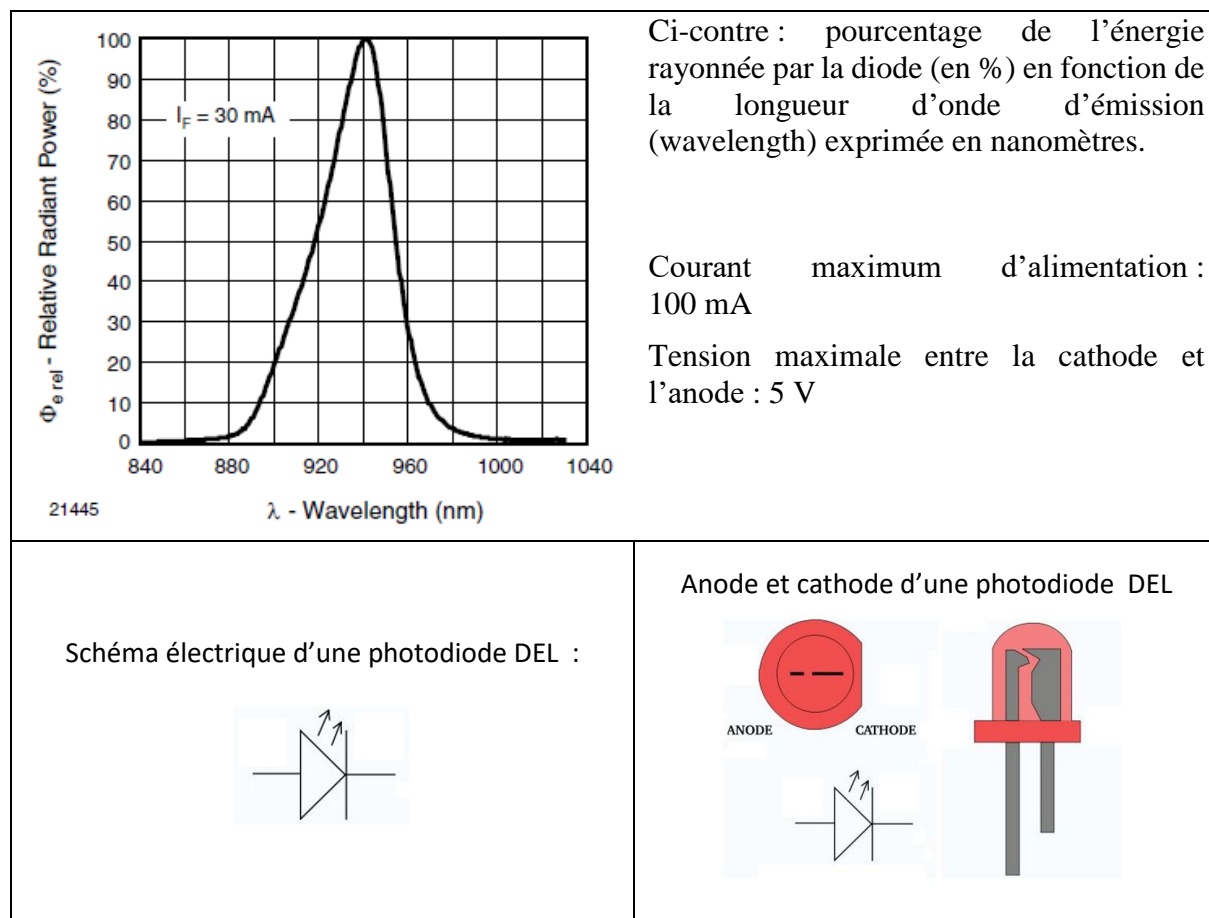 100
90
80
70
60
50
40
30
20
10
0
I_F = 30 mA
Φ_e rel - Relative Radiant Power (%)
840 880 920 960 1000 1040
21445
λ - Wavelength (nm)
Ci-contre : pourcentage de l’énergie
rayonnée par la diode (en %) en fonction de
la longueur d’onde d’émission
(wavelength) exprimée en nanomètres.
Courant maximum d’alimentation :
100 mA
Tension maximale entre la cathode et
l’anode : 5 V
Schéma électrique d’une photodiode DEL :
Anode et cathode d’une photodiode DEL
ANODE CATHODE